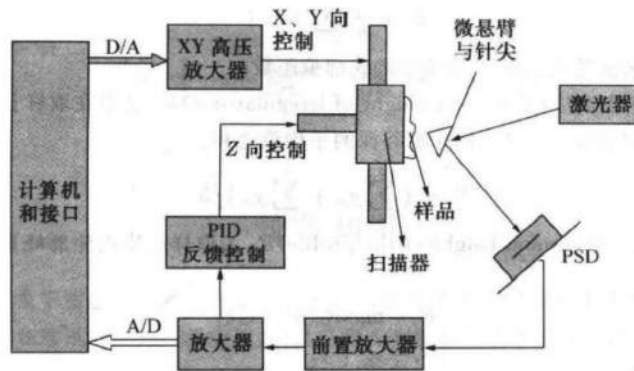 D/A
XY 高压
放大器
X、Y 向
控制
微悬臂
与针尖
激光器
Z 向控制
计算机
和接口
样品
PID
反馈控制
扫描器
PSD
A/D
放大器
前置放大器